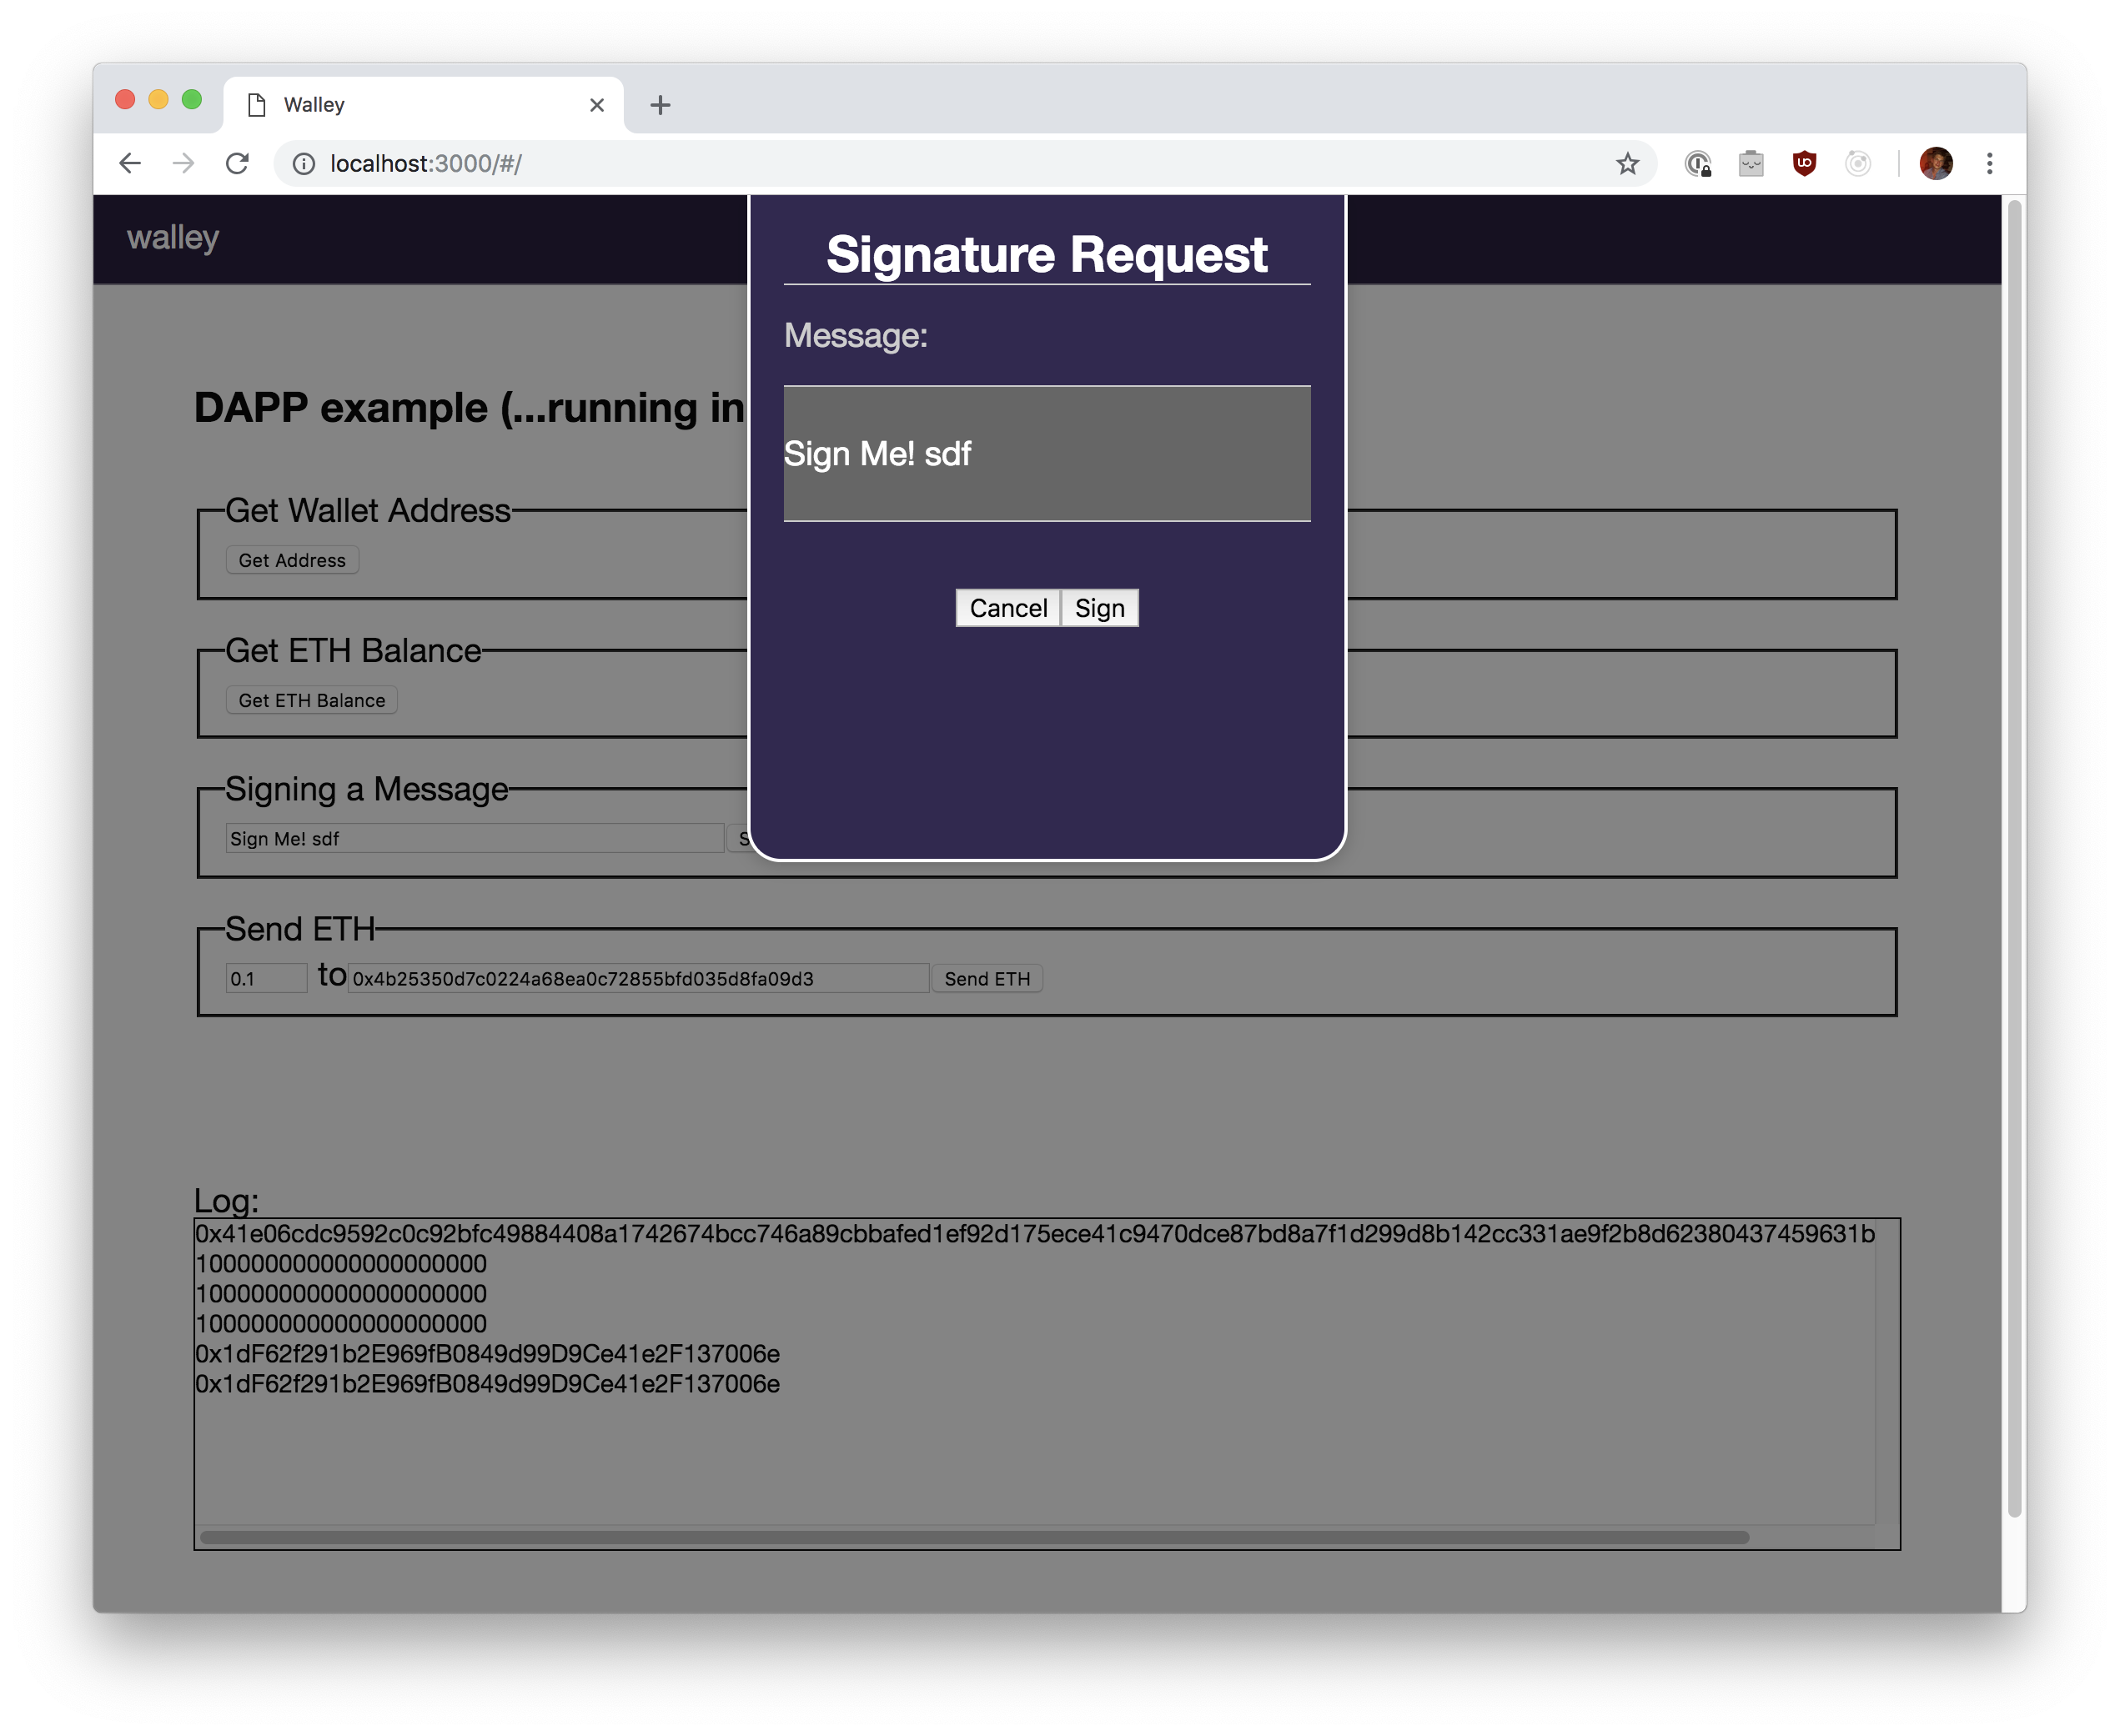 Walley
localhost:3000/#/
walley
Signature Request
Message:
Sign Me! sdf
Cancel Sign
DAPP example (...running in
Get Wallet Address
Get Address
Get ETH Balance
Get ETH Balance
Signing a Message
Sign Me! sdf S
Send ETH
0.1 to 0x4b25350d7c0224a68ea0c72855bfd035d8fa09d3 Send ETH
Log:
0x41e06cdc9592c0c92bfc49884408a1742674bcc746a89cbbafed1ef92d175ece41c9470dce87bd8a7f1d299d8b142cc331ae9f2b8d62380437459631b
100000000000000000000
100000000000000000000
100000000000000000000
0x1dF62f291b2E969fB0849d99D9Ce41e2F137006e
0x1dF62f291b2E969fB0849d99D9Ce41e2F137006e